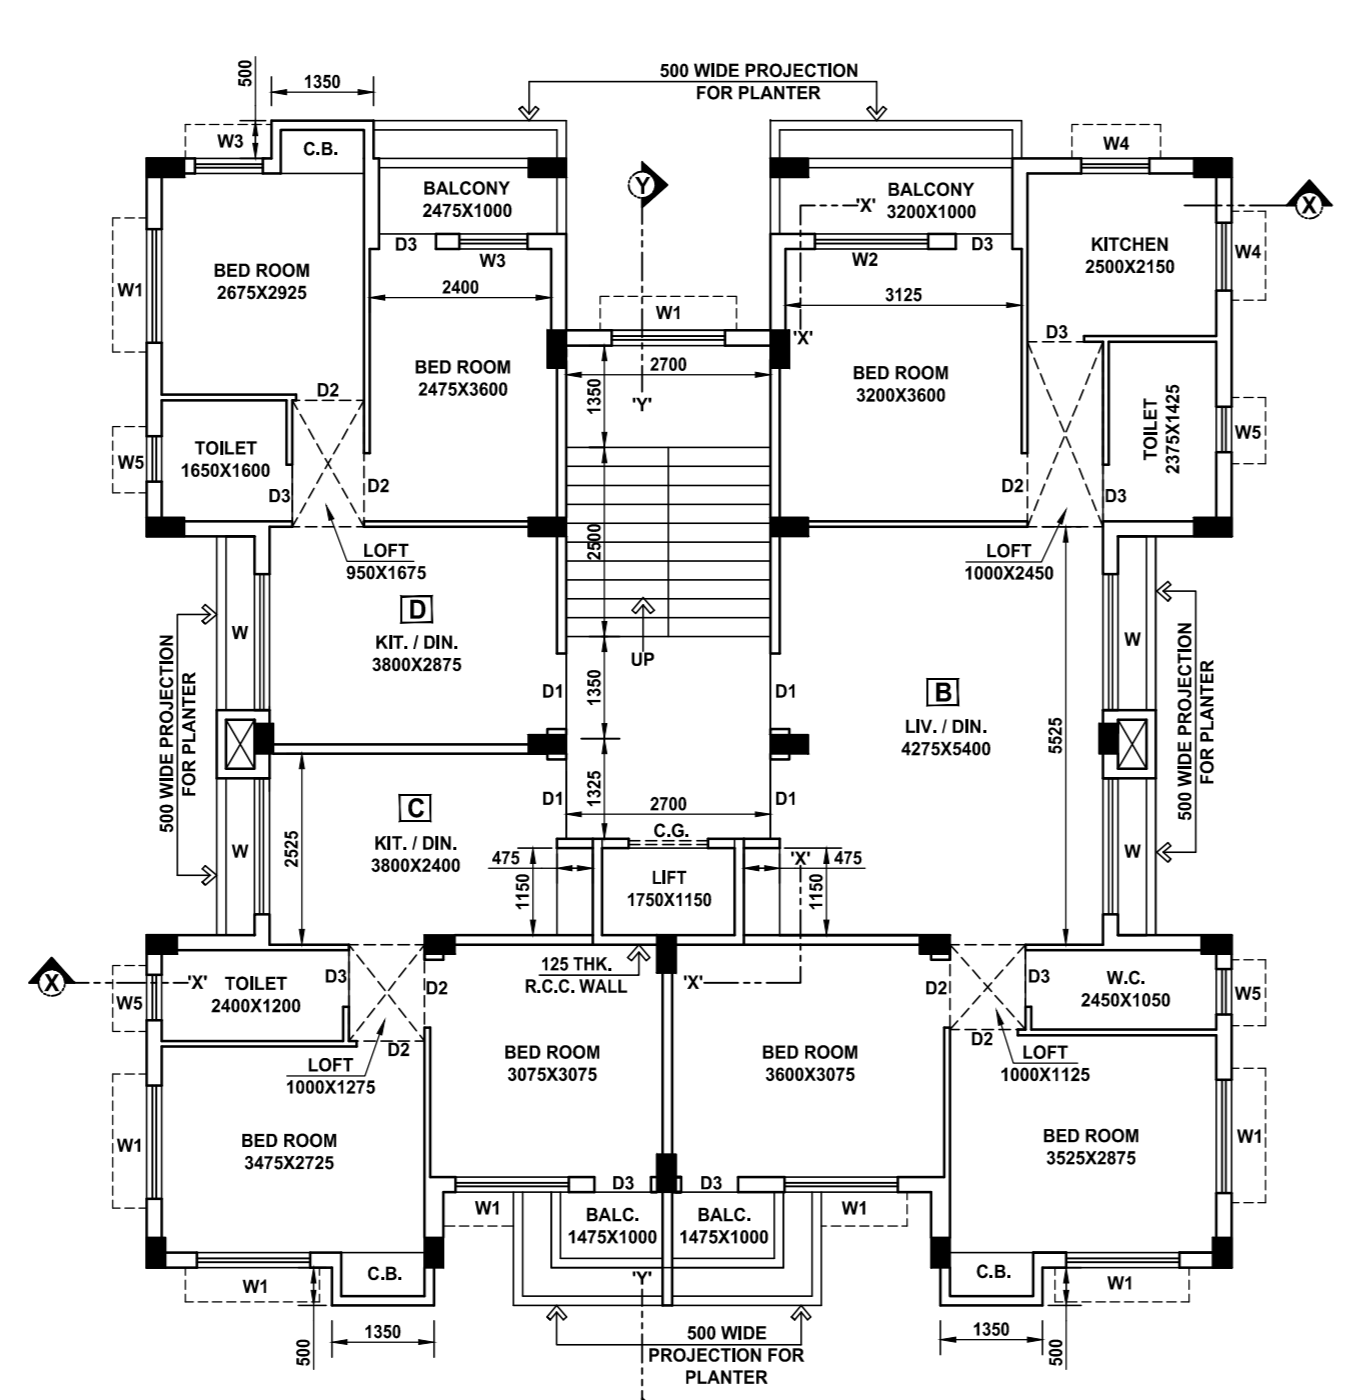 500 WIDE PROJECTION
FOR PLANTER
500
1350
W3
C.B.
W4
Y
BALCONY
2475X1000
BALCONY
3200X1000
'X'
X
D3
W3
W2
D3
KITCHEN
2500X2150
W4
BED ROOM
2675X2925
W1
2400
3125
W1
'X'
D3
BED ROOM
2475X3600
2700
BED ROOM
3200X3600
1350
'Y'
D2
TOILET
2375X1425
W5
TOILET
1650X1600
W5
D3
D2
D2
D3
2500
LOFT
950X1675
LOFT
1000X2450
D
KIT. / DIN.
3800X2875
W
500 WIDE PROJECTION
FOR PLANTER
UP
D1
1350
D1
B
LIV. / DIN.
4275X5400
5525
W
500 WIDE PROJECTION
FOR PLANTER
C
KIT. / DIN.
3800X2400
2525
W
D1
1325
2700
D1
C.G.
W
475
1150
LIFT
1750X1150
'X'
475
1150
125 THK.
R.C.C. WALL
'X'
X
'X'
W5
TOILET
2400X1200
D3
D2
D2
D3
W.C.
2450X1050
W5
D2
LOFT
1000X1275
BED ROOM
3075X3075
BED ROOM
3600X3075
D2
LOFT
1000X1125
W1
BED ROOM
3475X2725
BED ROOM
3525X2875
W1
D3
D3
W1
BALC.
1475X1000
BALC.
1475X1000
W1
W1
C.B.
'Y'
C.B.
W1
500
1350
500 WIDE
PROJECTION FOR
PLANTER
1350
500